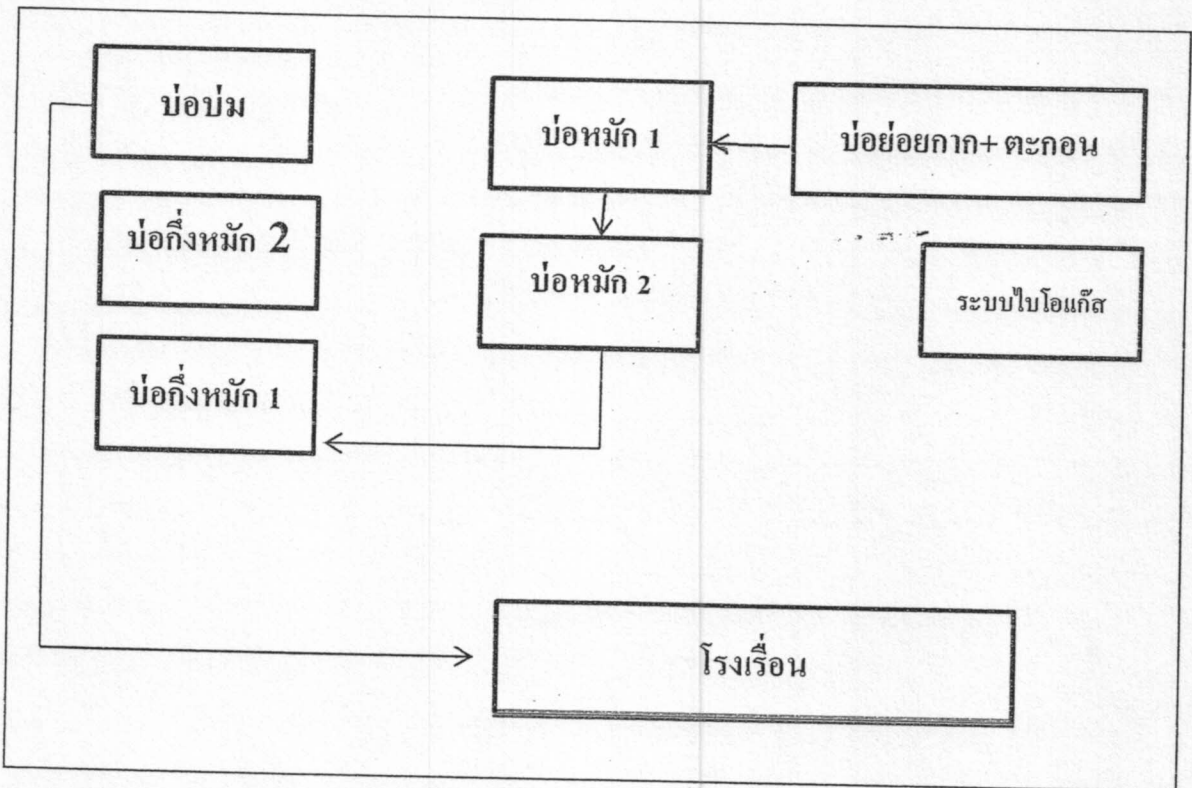 บ่อบ่ม
บ่อหมัก 1
บ่อย่อยกาก+ ตะกอน
บ่อกึ่งหมัก 2
บ่อหมัก 2
ระบบไบโอแก๊ส
บ่อกึ่งหมัก 1
โรงเรื่อน